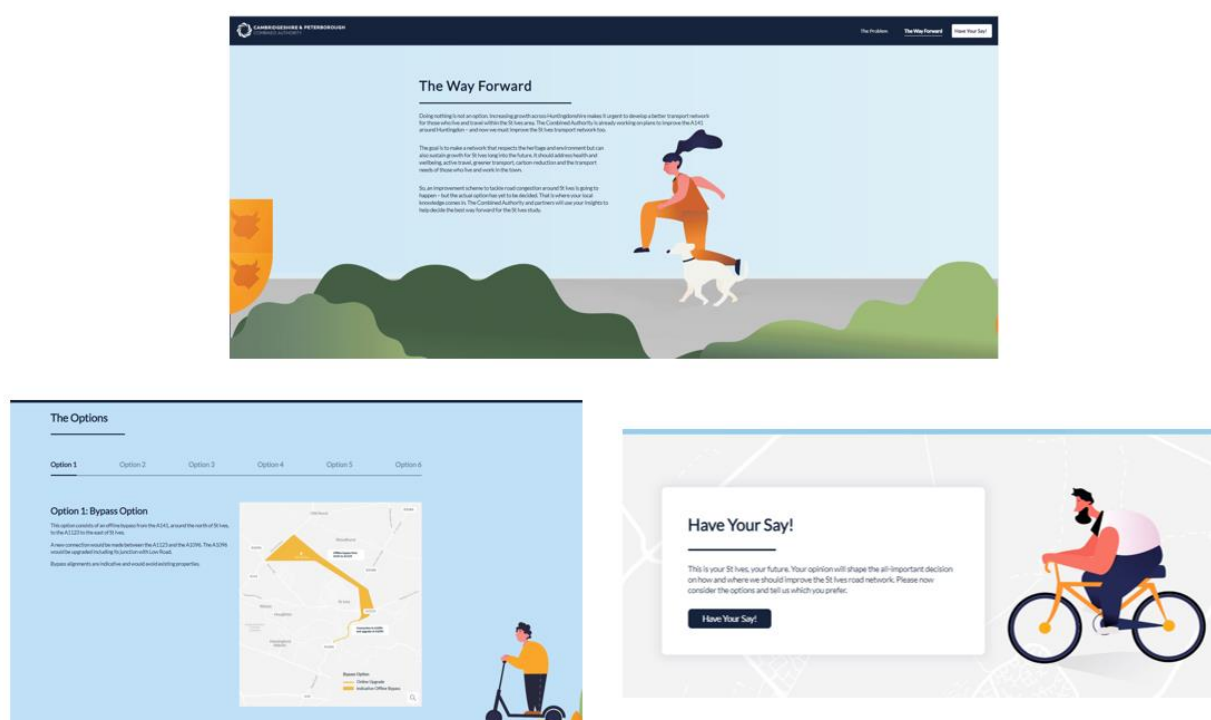 CAMBRIDGESHIRE & PETERBOROUGH
COMBINED AUTHORITY
The Problem
The Way Forward
Have Your Say!
The Way Forward
Doing nothing is not an option. Increasing growth across Huntingdonshire makes it urgent to develop a better transport network
for those who live and travel within the St Ives area. The Combined Authority is already working on plans to improve the A141
around Huntingdon – and now we must improve the St Ives transport network too.
The goal is to make a network that respects the heritage and environment but can
also sustain growth for St Ives long into the future. It should address health and
wellbeing, active travel, greener transport, carbon reduction and the transport
needs of those who live and work in the town.
So, an improvement scheme to tackle road congestion around St Ives is going to
happen – but the actual option has yet to be decided. That is where your local
knowledge comes in. The Combined Authority and partners will use your insights to
help decide the best way forward for the St Ives study.
The Options
Option 1
Option 2
Option 3
Option 4
Option 5
Option 6
Option 1: Bypass Option
This option consists of an offline bypass from the A141, around the north of St Ives,
to the A1123 to the east of St Ives.
A new connection would be made between the A1123 and the A1096. The A1096
would be upgraded including its junction with Low Road.
Bypass alignments are indicative and would avoid existing properties.
St Ives
Bypass Option
Online Upgrade
Indicative Offline Bypass
Have Your Say!
This is your St Ives, your future. Your opinion will shape the all-important decision
on how and where we should improve the St Ives road network. Please now
consider the options and tell us which you prefer.
Have Your Say!